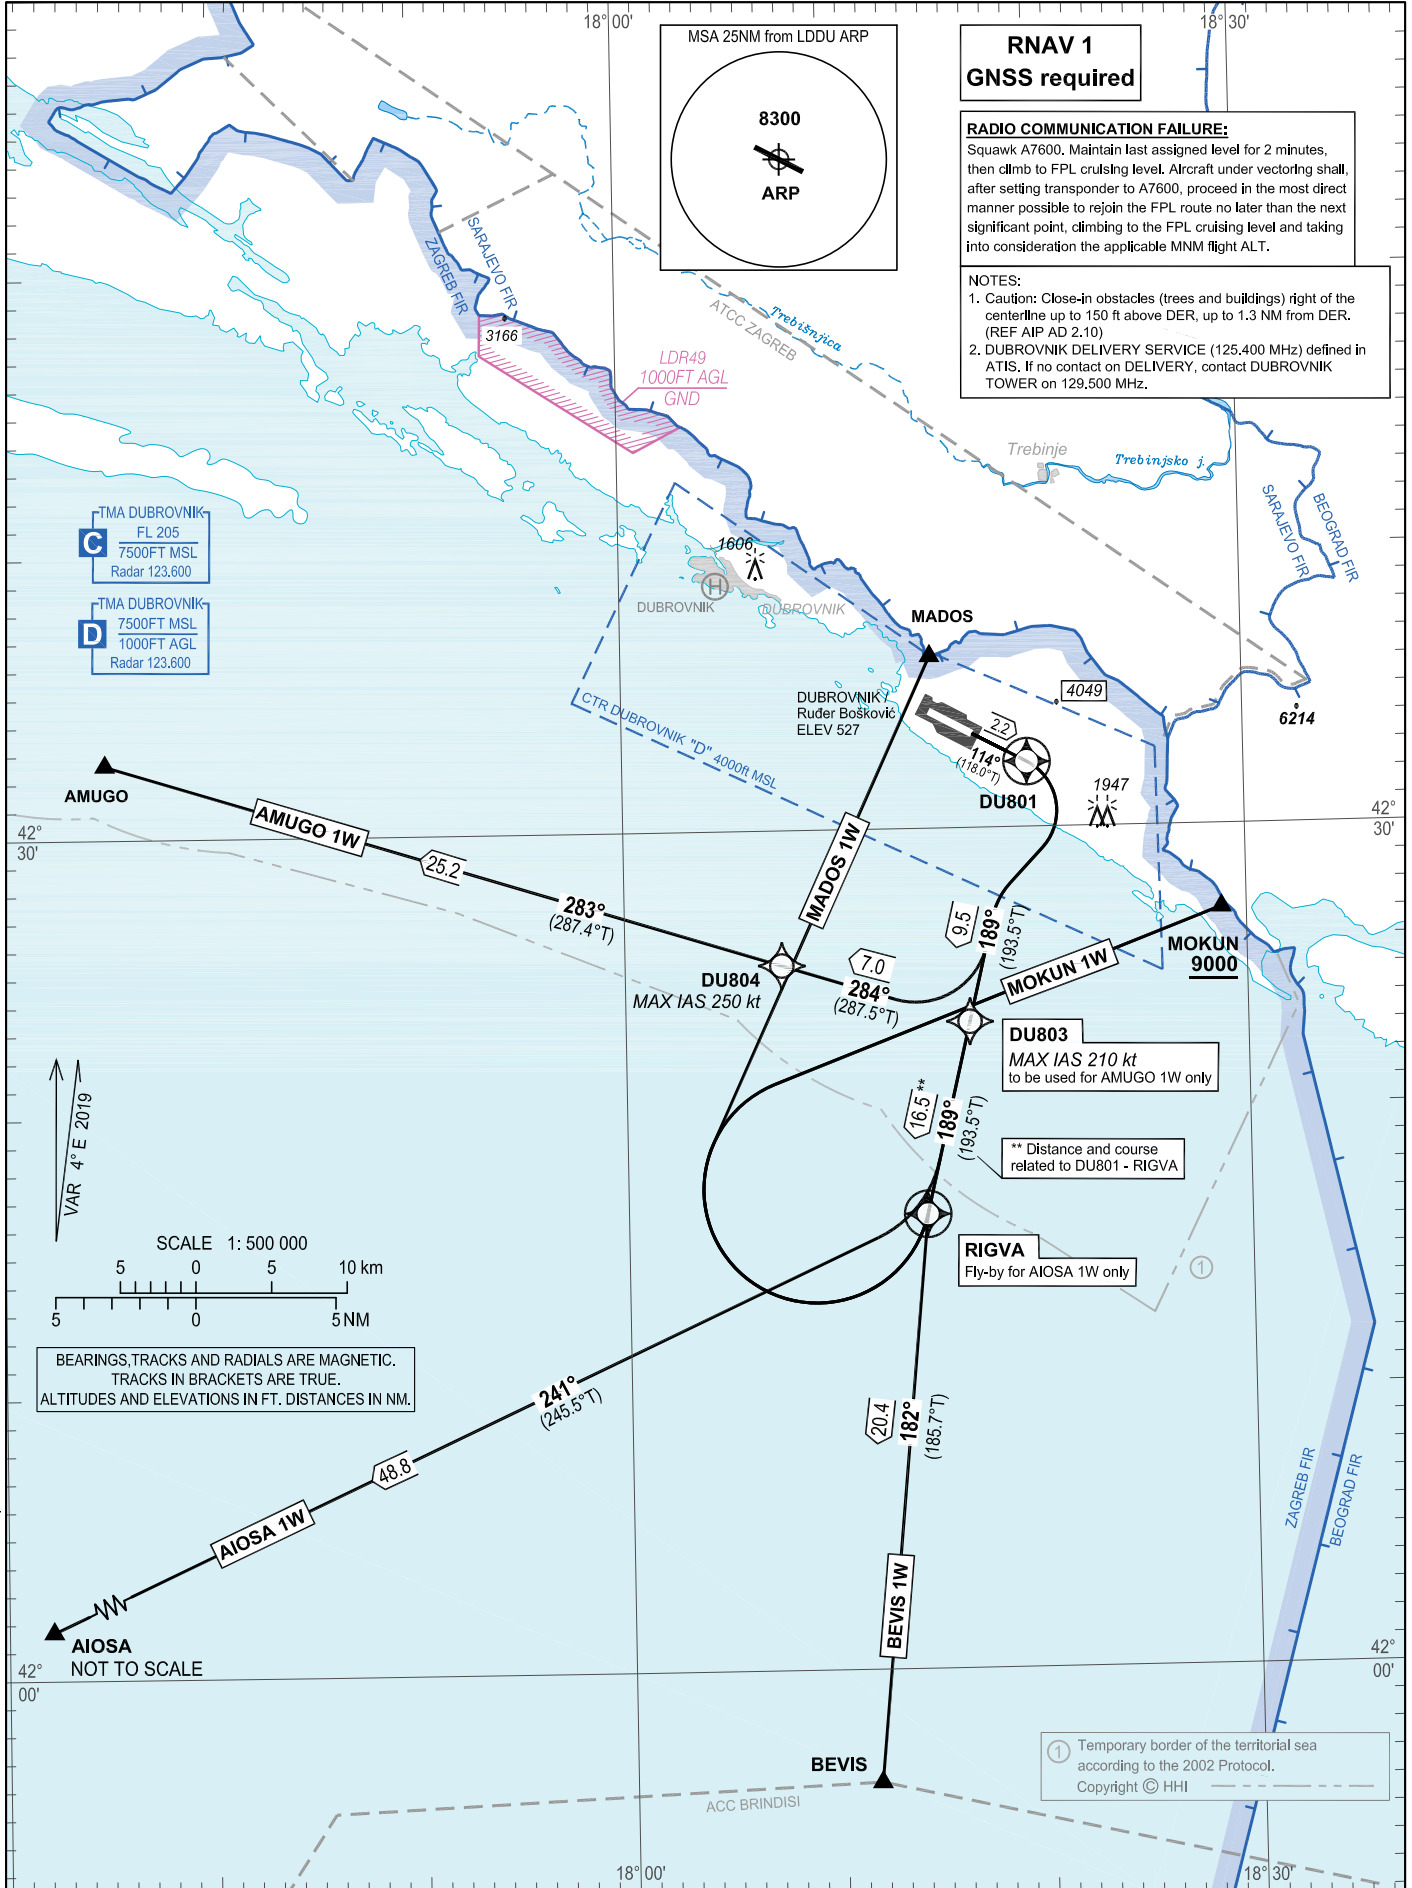 18° 00'
18° 30'
MSA 25NM from LDDU ARP
8300
ARP
RNAV 1
GNSS required
RADIO COMMUNICATION FAILURE:
Squawk A7600. Maintain last assigned level for 2 minutes,
then climb to FPL cruising level. Aircraft under vectoring shall,
after setting transponder to A7600, proceed in the most direct
manner possible to rejoin the FPL route no later than the next
significant point, climbing to the FPL cruising level and taking
into consideration the applicable MNM flight ALT.
NOTES:
1. Caution: Close-in obstacles (trees and buildings) right of the
centerline up to 150 ft above DER, up to 1.3 NM from DER.
(REF AIP AD 2.10)
2. DUBROVNIK DELIVERY SERVICE (125.400 MHz) defined in
ATIS. If no contact on DELIVERY, contact DUBROVNIK
TOWER on 129.500 MHz.
SARAJEVO FIR
ZAGREB FIR
3166
LDR49
1000FT AGL
GND
Trebišnjica
ATCC ZAGREB
Trebinje
Trebinjsko j.
SARAJEVO FIR
BEOGRAD FIR
TMA DUBROVNIK
C
FL 205
7500FT MSL
Radar 123.600
TMA DUBROVNIK
D
7500FT MSL
1000FT AGL
Radar 123.600
1606
H
DUBROVNIK
DUBROVNIK
MADOS
4049
6214
DUBROVNIK /
Ruđer Bošković
ELEV 527
CTR DUBROVNIK "D" 4000ft MSL
2.2
114°
(118.0°T)
DU801
1947
AMUGO
AMUGO 1W
25.2
283°
(287.4°T)
42°
30'
42°
30'
MADOS 1W
9.5
189°
(193.5°T)
MOKUN 1W
MOKUN
9000
DU804
MAX IAS 250 kt
7.0
284°
(287.5°T)
DU803
MAX IAS 210 kt
to be used for AMUGO 1W only
16.5**
189°
(193.5°T)
** Distance and course
related to DU801 - RIGVA
VAR 4° E 2019
SCALE 1: 500 000
5 0 5 10 km
5 0 5 NM
RIGVA
Fly-by for AIOSA 1W only
1
BEARINGS,TRACKS AND RADIALS ARE MAGNETIC.
TRACKS IN BRACKETS ARE TRUE.
ALTITUDES AND ELEVATIONS IN FT. DISTANCES IN NM.
241°
(245.5°T)
48.8
AIOSA 1W
20.4
182°
(185.7°T)
BEVIS 1W
ZAGREB FIR
BEOGRAD FIR
AIOSA
NOT TO SCALE
42°
00'
42°
00'
BEVIS
ACC BRINDISI
1 Temporary border of the territorial sea
according to the 2002 Protocol.
Copyright © HHI
18° 00'
18° 30'